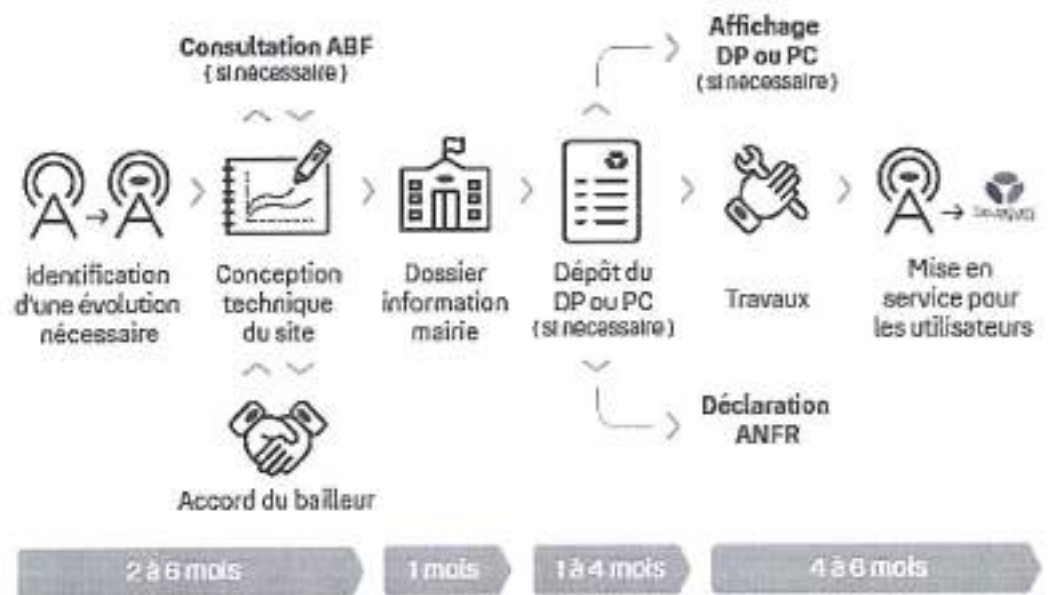 Consultation ABF
( si nécessaire )
Affichage
DP ou PC
( si nécessaire )
identification
d'une évolution
nécessaire
Conception
technique
du site
Dossier
information
mairie
Dépôt du
DP ou PC
( si nécessaire )
Travaux
Mise en
service pour
les utilisateurs
Accord du bailleur
Déclaration
ANFR
2 à 6 mois
1 mois
1 à 4 mois
4 à 6 mois